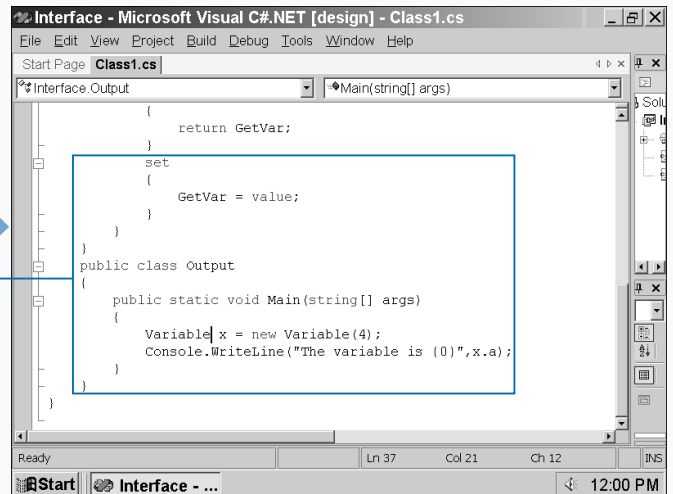 Interface - Microsoft Visual C#.NET [design] - Class1.cs
File Edit View Project Build Debug Tools Window Help
Start Page Class1.cs
Interface.Output Main(string[] args)
{
return GetVar;
}
set
{
GetVar = value;
}
}
}
public class Output
{
public static void Main(string[] args)
{
Variable x = new Variable(4);
Console.WriteLine("The variable is {0}",x.a);
}
}
}
Solu
Ready Ln 37 Col 21 Ch 12 INS
Start Interface - ... 12:00 PM